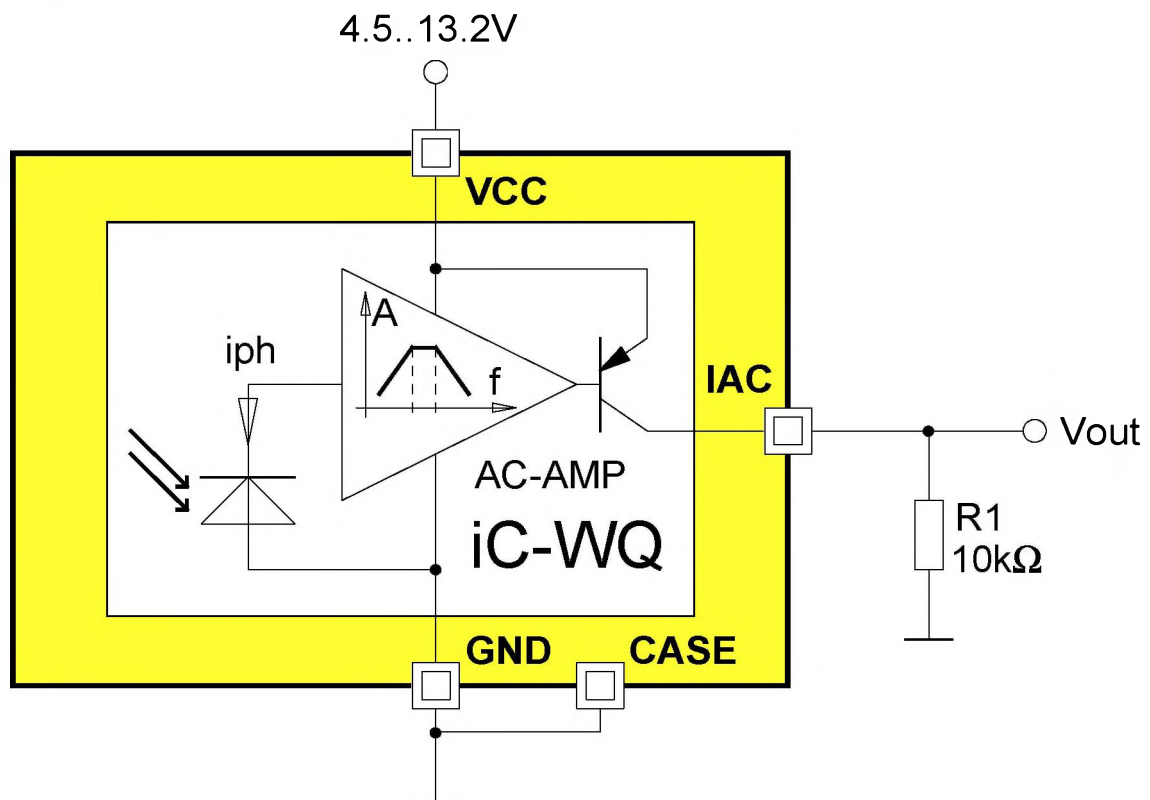 4.5..13.2V
VCC
A
iph
f
IAC
Vout
AC-AMP
iC-WQ
R1
10kΩ
GND
CASE